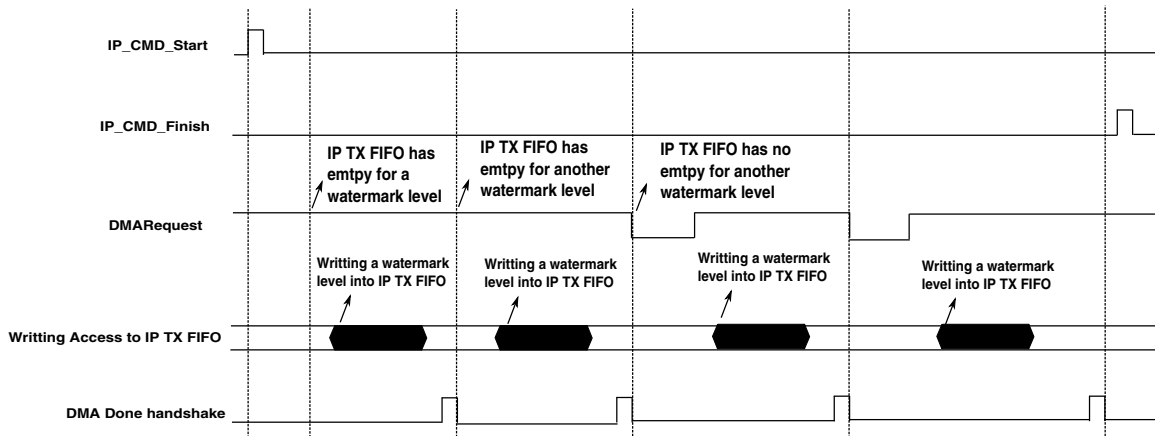 IP_CMD_Start
IP_CMD_Finish
IP TX FIFO has
emtpy for a
watermark level
IP TX FIFO has
emtpy for another
watermark level
IP TX FIFO has no
emtpy for another
watermark level
DMARequest
Writting a watermark
level into IP TX FIFO
Writting a watermark
level into IP TX FIFO
Writting a watermark
level into IP TX FIFO
Writting a watermark
level into IP TX FIFO
Writting Access to IP TX FIFO
DMA Done handshake